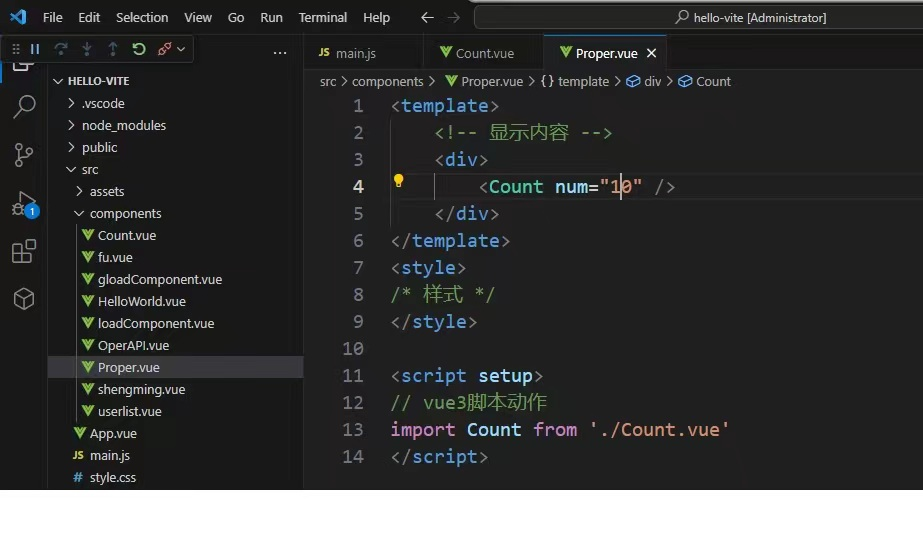 File Edit Selection View Go Run Terminal Help hello-vite [Administrator]
JS main.js Count.vue Proper.vue
src > components > Proper.vue > {} template > div > Count
HELLO-VITE
.vscode
node_modules
public
src
assets
components
Count.vue
fu.vue
gloadComponent.vue
HelloWorld.vue
loadComponent.vue
OperAPI.vue
Proper.vue
shengming.vue
userlist.vue
App.vue
JS main.js
# style.css
1
1 <template>
2 <!-- 显示内容 -->
3 <div>
4 <Count num="10" />
5 </div>
6 </template>
7 <style>
8 /* 样式 */
9 </style>
10
11 <script setup>
12 // vue3脚本动作
13 import Count from './Count.vue'
14 </script>